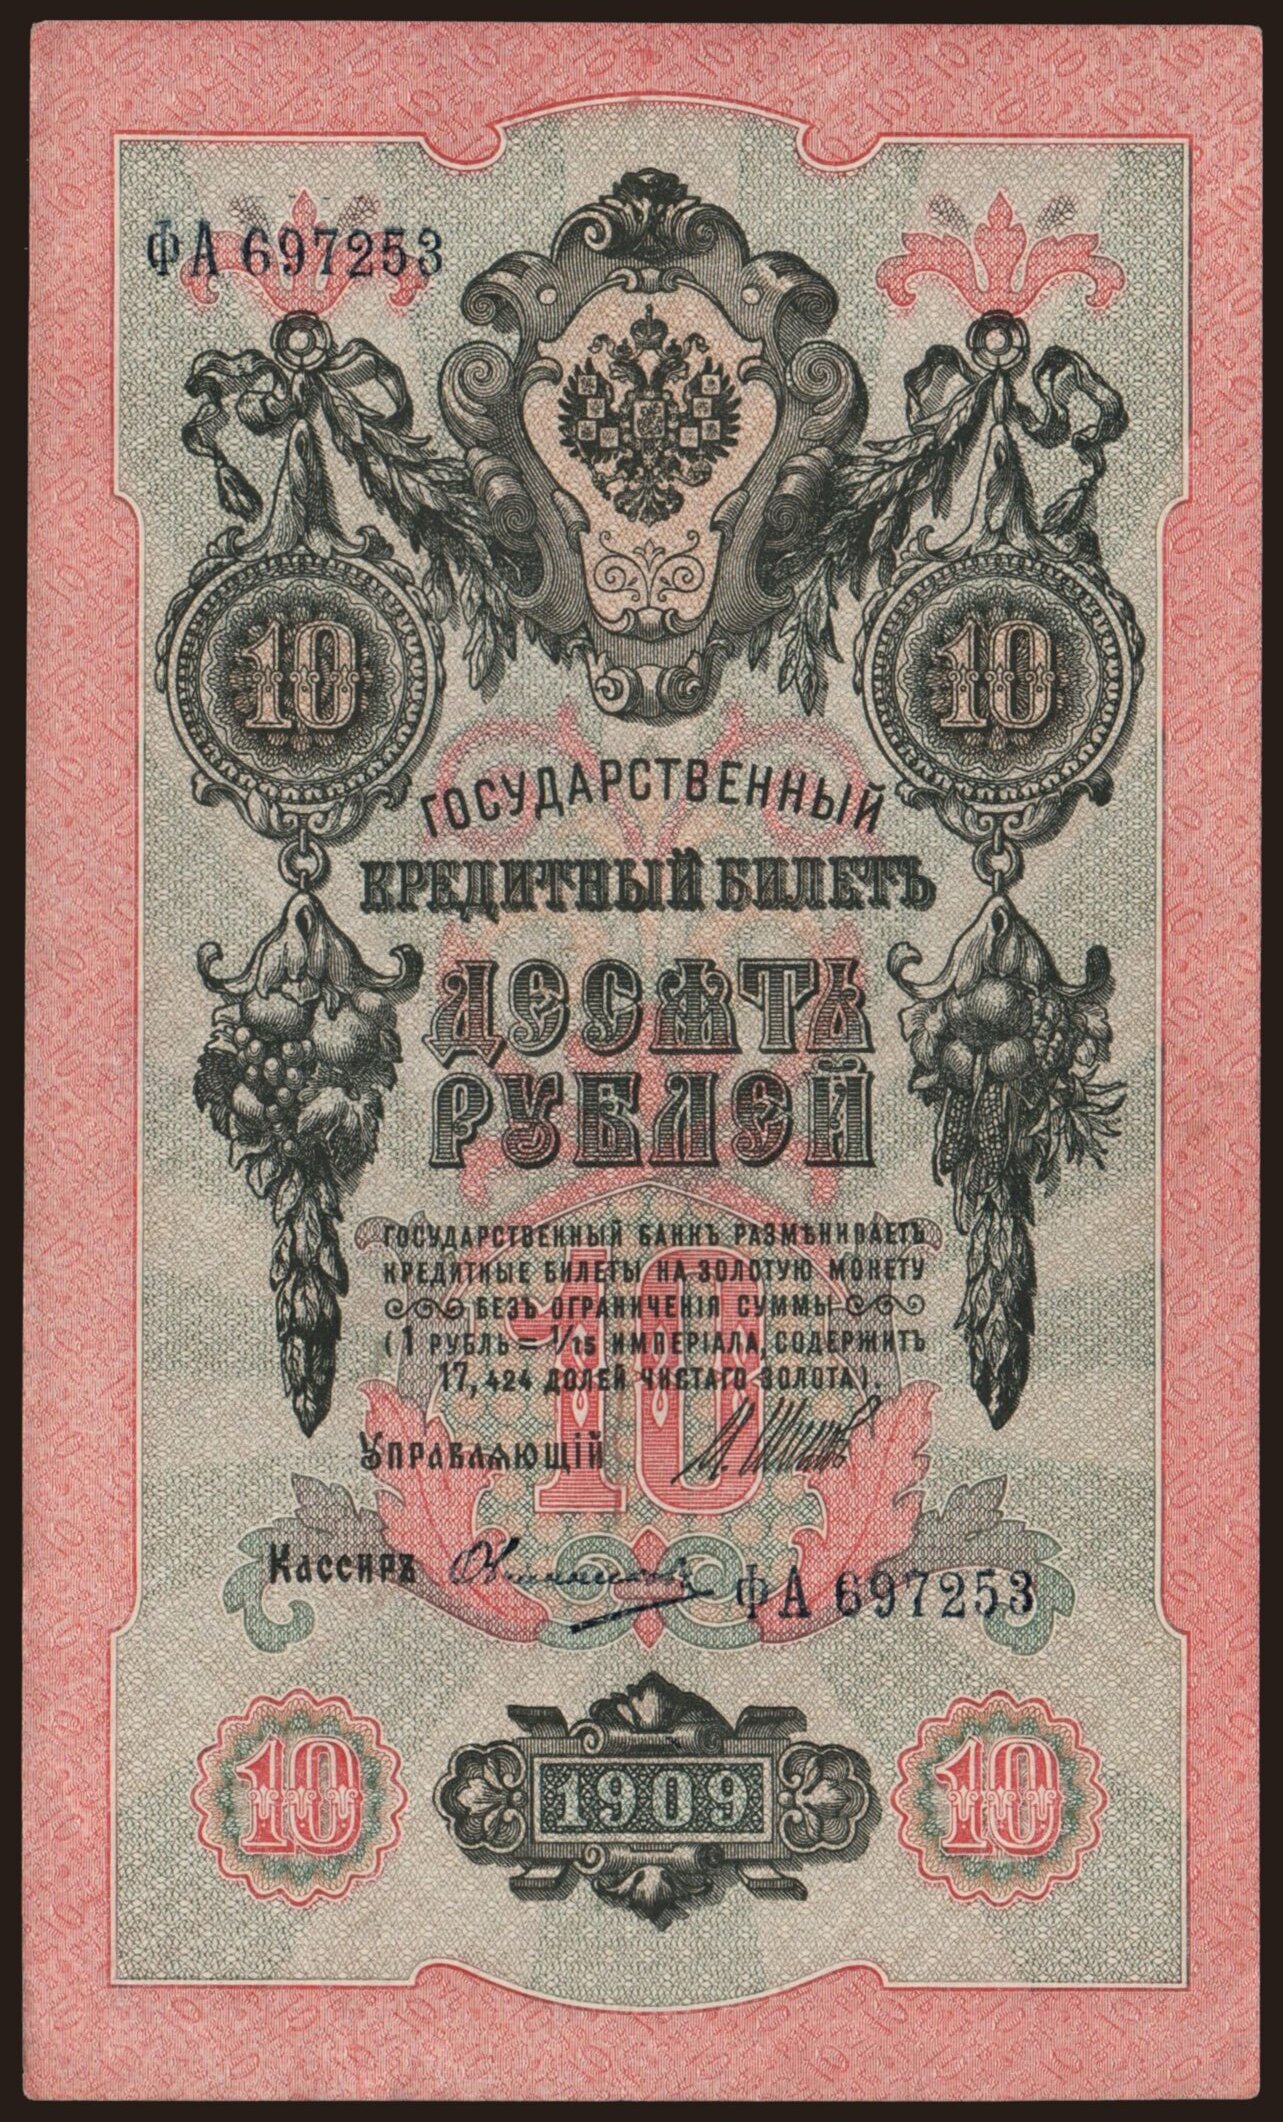 ФА 697253
10 10
ГОСУДАРСТВЕННЫЙ
КРЕДИТНЫЙ БИЛЕТЪ
ДЕСЯТЬ
РУБЛЕЙ
ГОСУДАРСТВЕННЫЙ БАНКЪ РАЗМѢНИВАЕТЪ
КРЕДИТНЫЕ БИЛЕТЫ НА ЗОЛОТУЮ МОНЕТУ
БЕЗЪ ОГРАНИЧЕНІЯ СУММЫ
(1 РУБЛЬ = 1/15 ИМПЕРІАЛА, СОДЕРЖИТЪ
17,424 ДОЛЕЙ ЧИСТАГО ЗОЛОТА).
10
УПРАВЛЯЮЩІЙ
КАССИРЪ
ФА 697253
10 1909 10